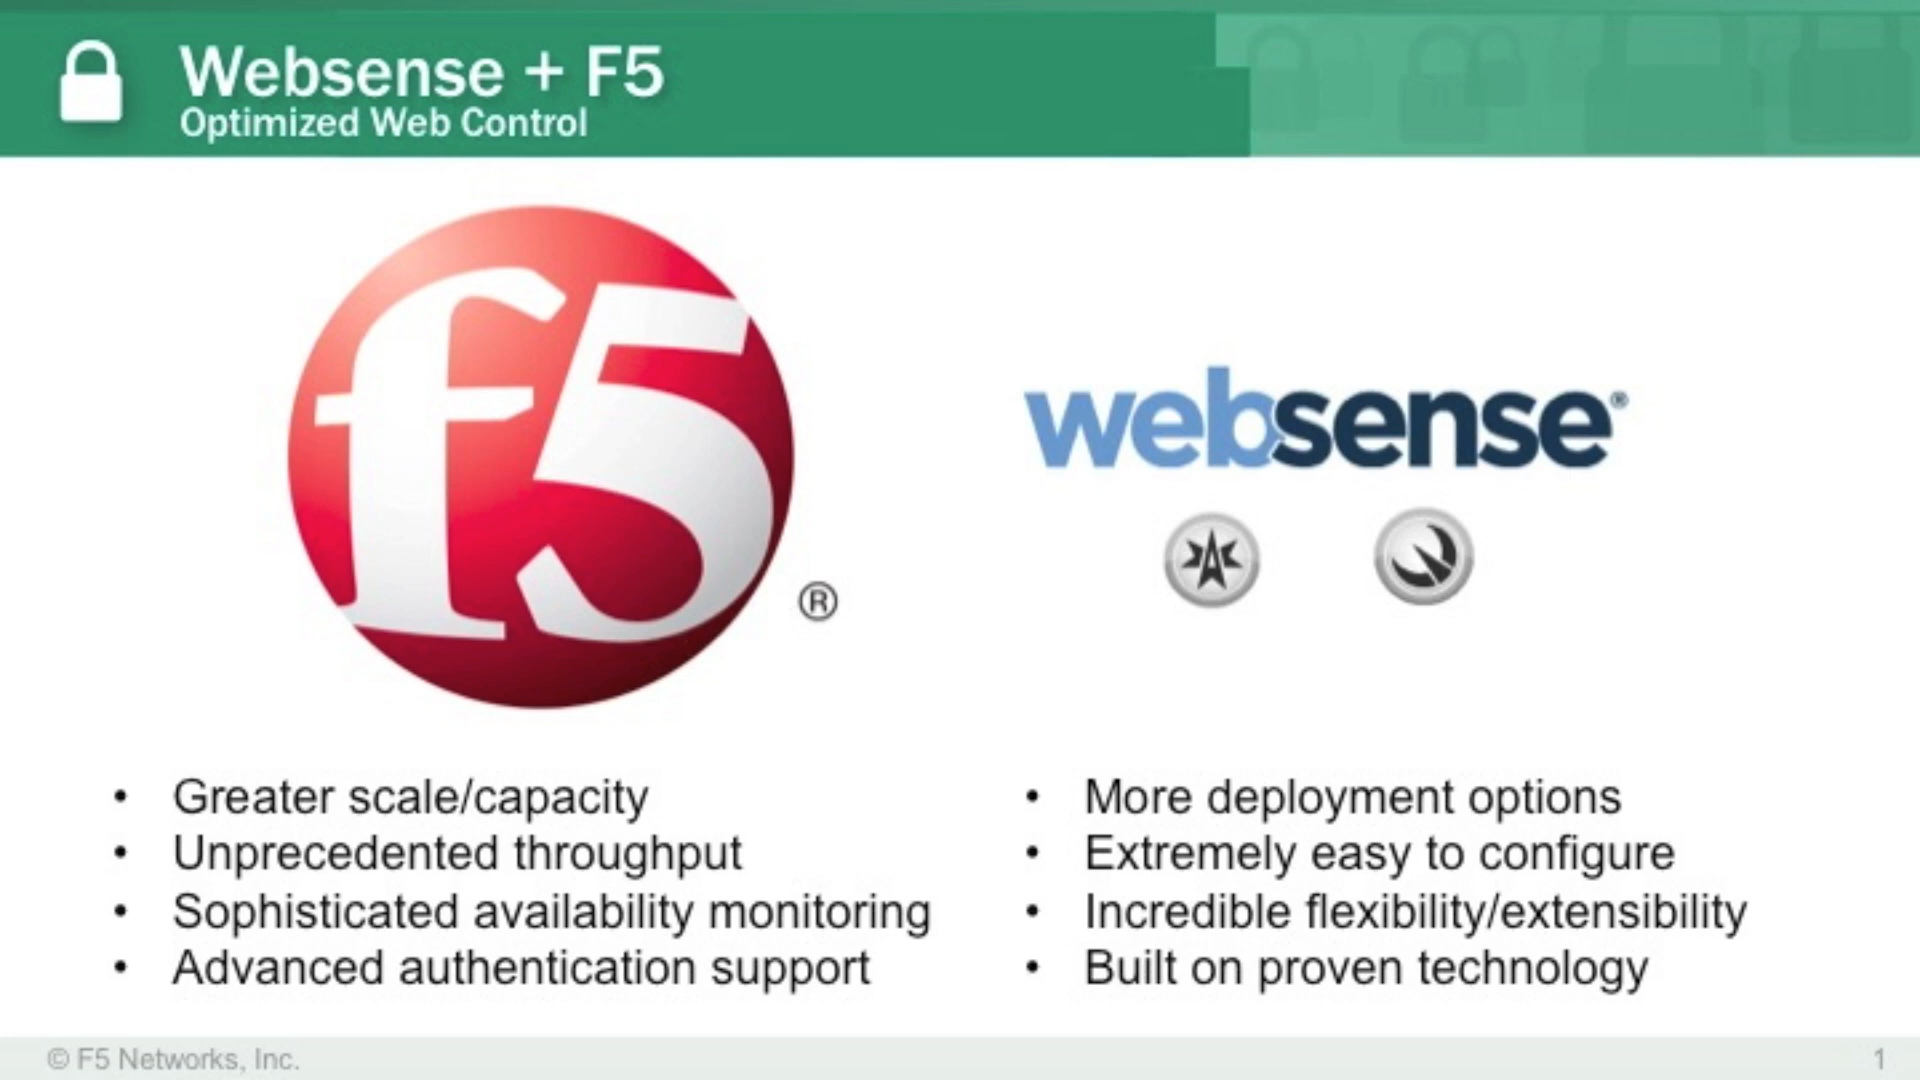 Websense + F5
Optimized Web Control
f5
®
websense®
• Greater scale/capacity
• Unprecedented throughput
• Sophisticated availability monitoring
• Advanced authentication support
• More deployment options
• Extremely easy to configure
• Incredible flexibility/extensibility
• Built on proven technology
© F5 Networks, Inc.
1